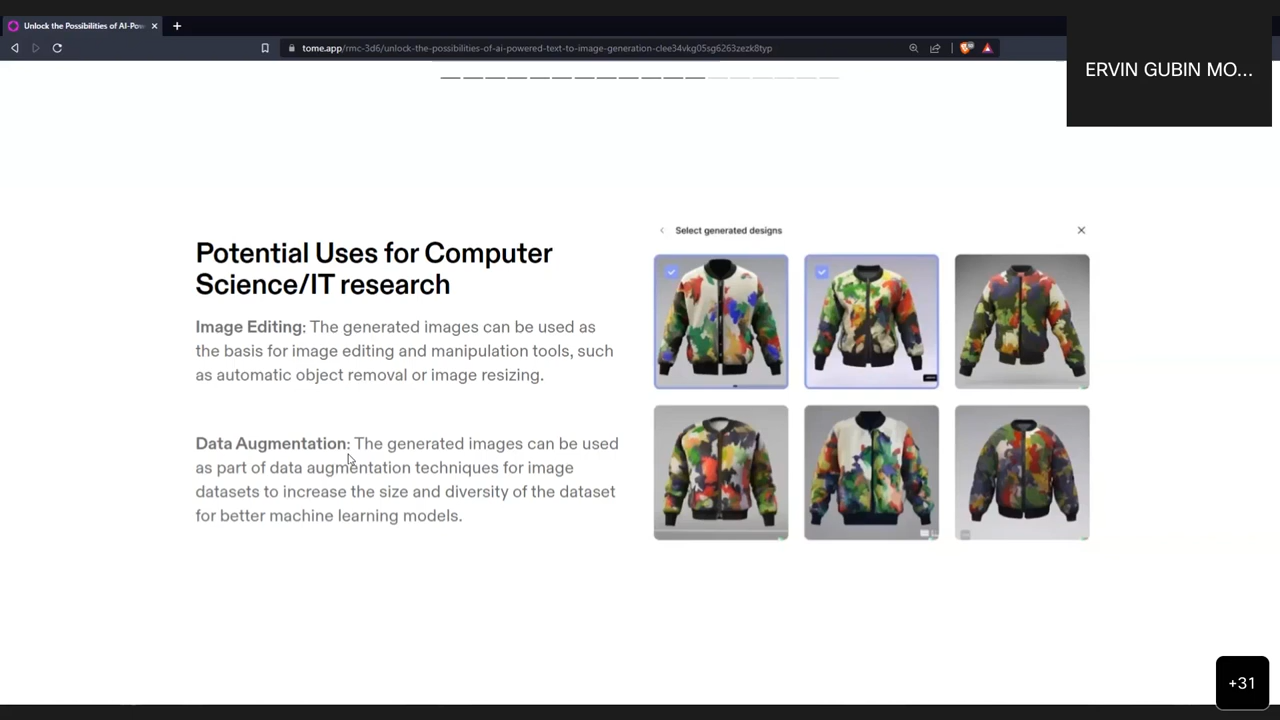 Unlock the Possibilities of AI-Pow
tome.app/rmc-3d6/unlock-the-possibilities-of-ai-powered-text-to-image-generation-clee34vkg05sg6263zezk8typ
ERVIN GUBIN MO...
Potential Uses for Computer
Science/IT research
Image Editing: The generated images can be used as
the basis for image editing and manipulation tools, such
as automatic object removal or image resizing.
Data Augmentation: The generated images can be used
as part of data augmentation techniques for image
datasets to increase the size and diversity of the dataset
for better machine learning models.
Select generated designs
+31